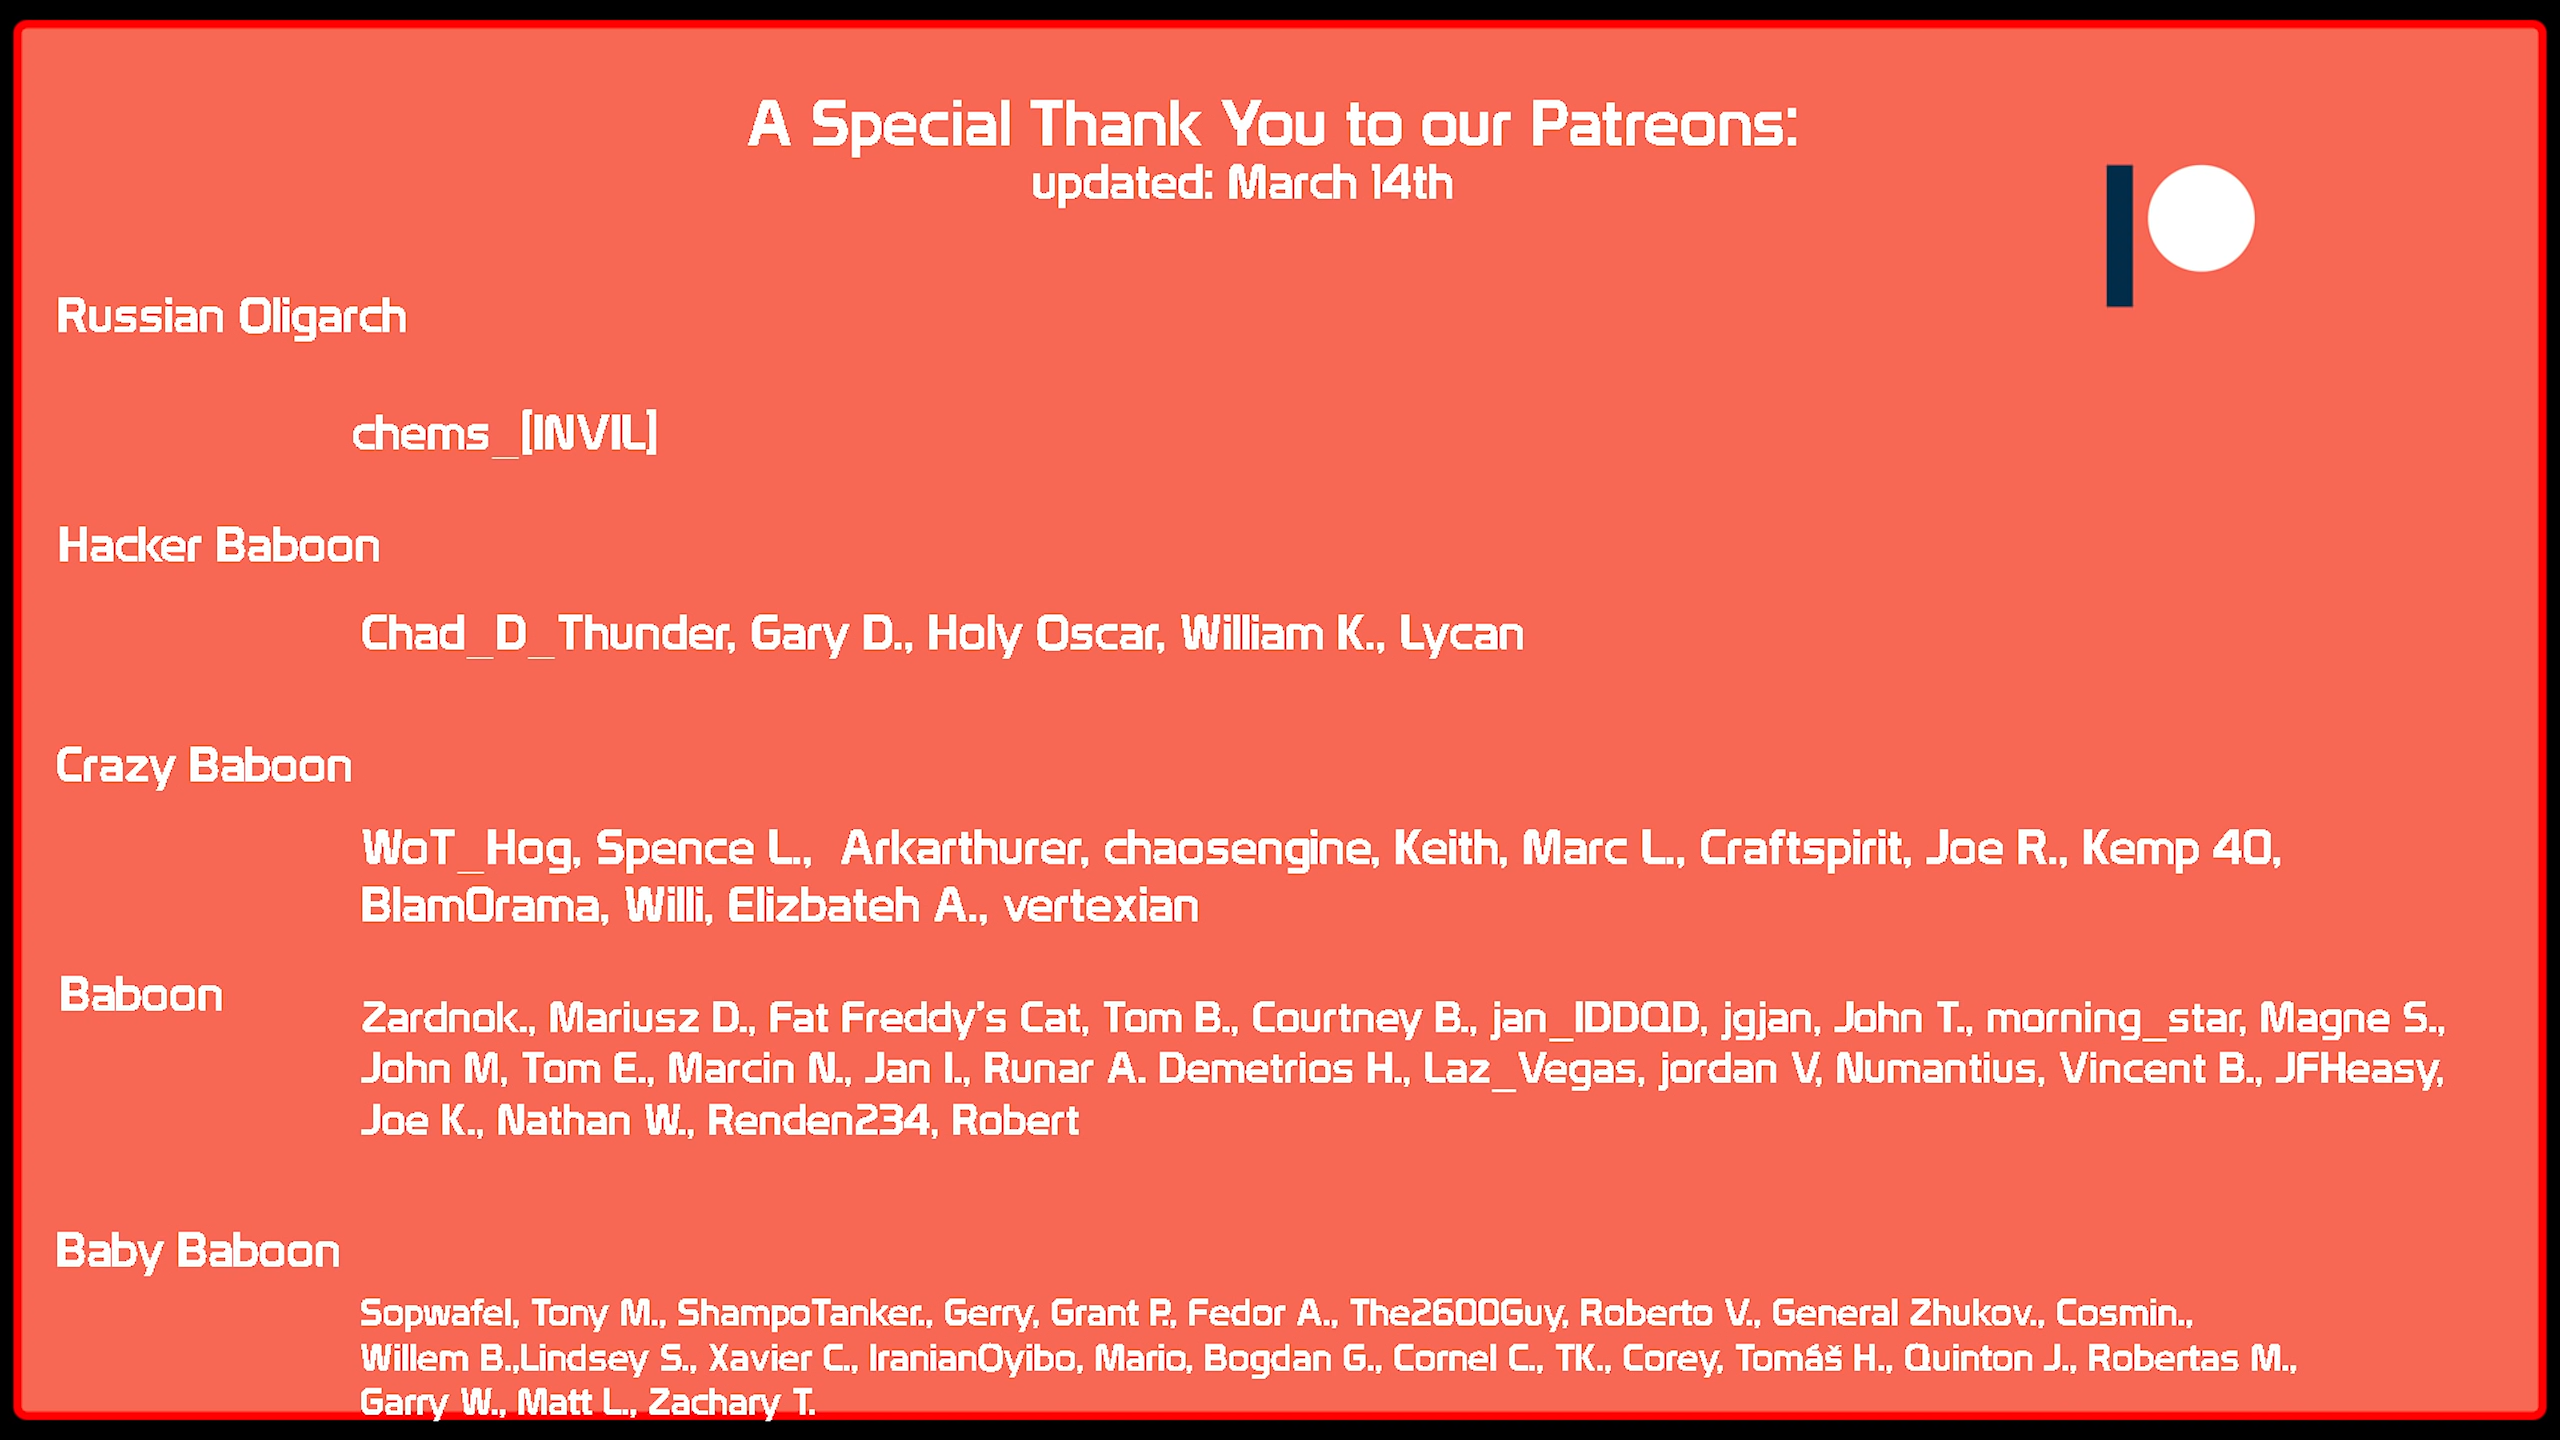 A Special Thank You to our Patreons:
updated: March 14th
Russian Oligarch
chems_[INVIL]
Hacker Baboon
Chad_D_Thunder, Gary D., Holy Oscar, William K., Lycan
Crazy Baboon
WoT_Hog, Spence L.,  Arkarthurer, chaosengine, Keith, Marc L., Craftspirit, Joe R., Kemp 40,
Blam0rama, Willi, Elizbateh A., vertexian
Baboon
Zardnok., Mariusz D., Fat Freddy's Cat, Tom B., Courtney B., jan_IDDQD, jgjan, John T., morning_star, Magne S.,
John M, Tom E., Marcin N., Jan I., Runar A. Demetrios H., Laz_Vegas, jordan V, Numantius, Vincent B., JFHeasy,
Joe K., Nathan W., Renden234, Robert
Baby Baboon
Sopwafel, Tony M., ShampoTanker., Gerry, Grant P., Fedor A., The2600Guy, Roberto V., General Zhukov., Cosmin.,
Willem B.,Lindsey S., Xavier C., IranianOyibo, Mario, Bogdan G., Cornel C., TK., Corey, Tomáš H., Quinton J., Robertas M.,
Garry W., Matt L., Zachary T.